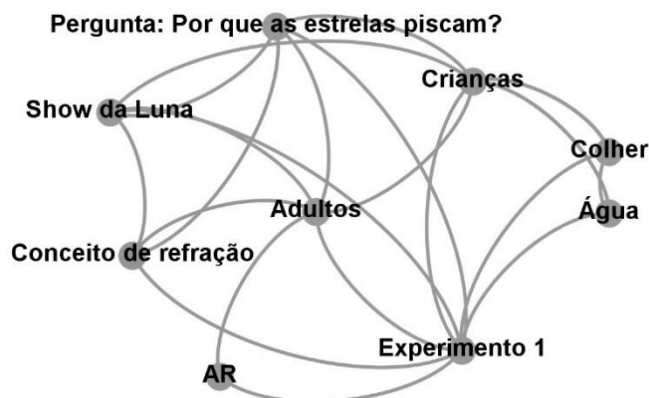 Pergunta: Por que as estrelas piscam?
Crianças
Show da Luna
Colher
Adultos
Água
Conceito de refração
Experimento 1
AR